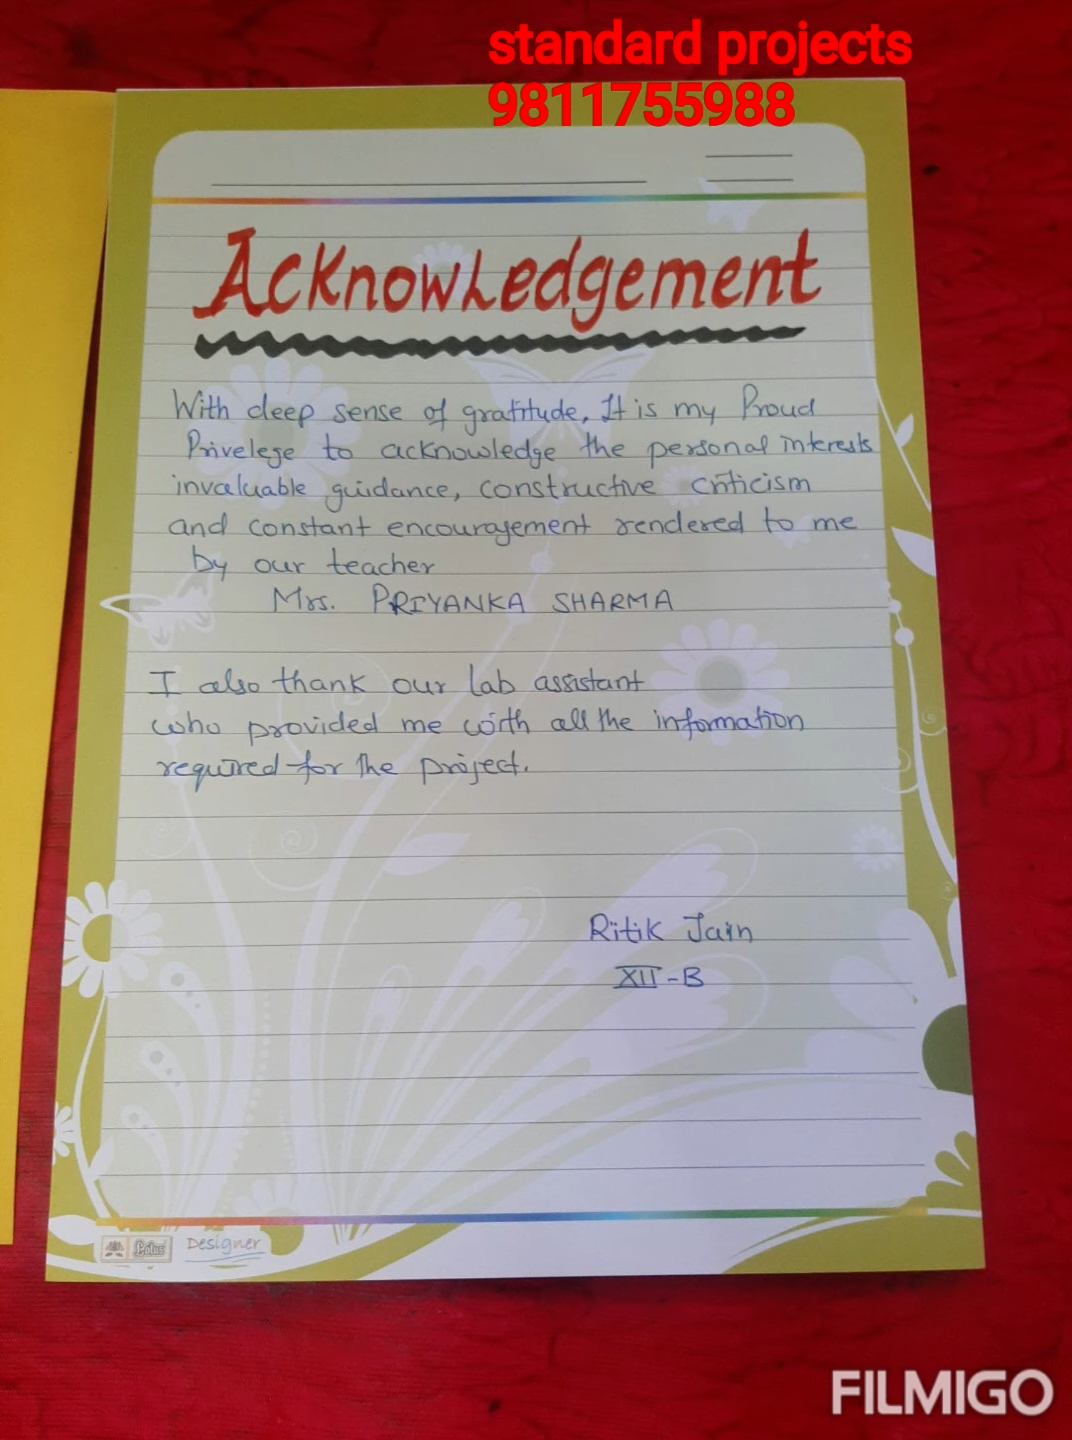 standard projects
9811755988
Acknowledgement
With deep sense of gratitude, It is my Proud
Privelege to acknowledge the personal interests
invaluable guidance, constructive criticism
and constant encouragement rendered to me
by our teacher
Mrs. PRIYANKA SHARMA
I also thank our lab assistant
who provided me with all the information
required for the project.
Ritik Jain
XII-B
Lotus Designer
FILMIGO